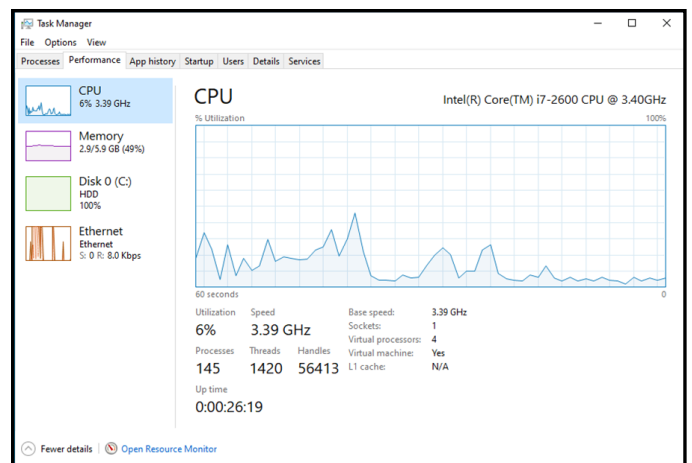 Task Manager
File Options View
Processes Performance App history Startup Users Details Services
CPU
6% 3.39 GHz
Memory
2.9/5.9 GB (49%)
Disk 0 (C:)
HDD
100%
Ethernet
Ethernet
S: 0 R: 8.0 Kbps
CPU Intel(R) Core(TM) i7-2600 CPU @ 3.40GHz
% Utilization 100%
60 seconds 0
Utilization Speed Base speed: 3.39 GHz
6% 3.39 GHz Sockets: 1
Virtual processors: 4
Processes Threads Handles Virtual machine: Yes
145 1420 56413 L1 cache: N/A
Up time
0:00:26:19
Fewer details Open Resource Monitor